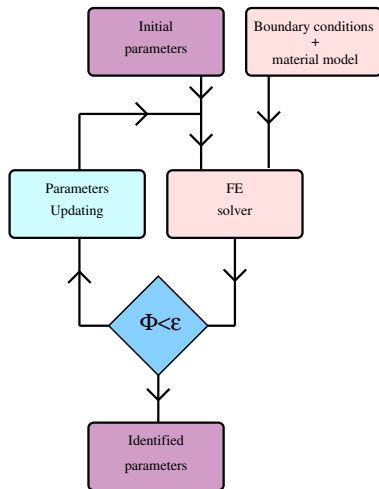 Initial
parameters
Boundary conditions
+
material model
Parameters
Updating
FE
solver
Φ<ε
Identified
parameters